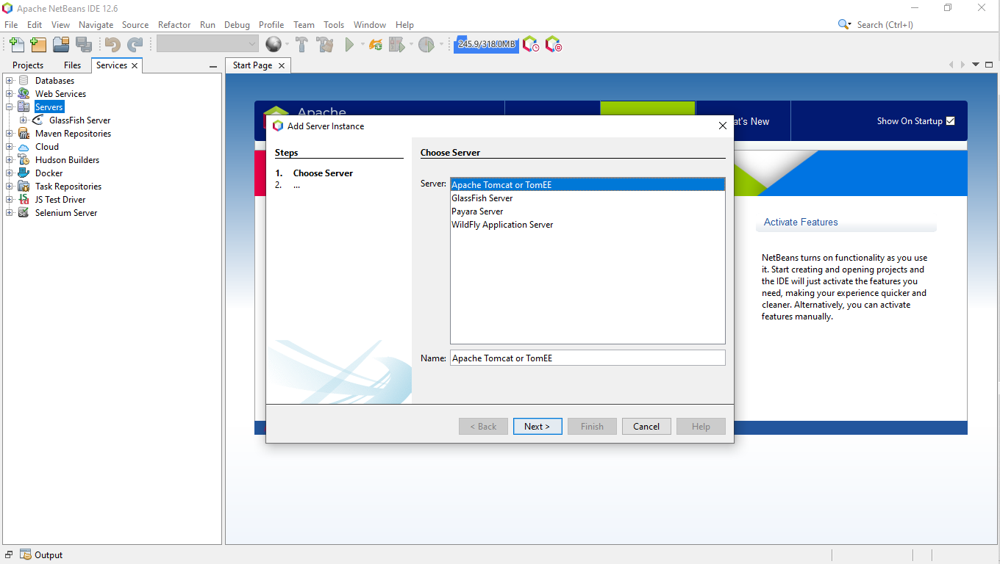 Apache NetBeans IDE 12.6
File Edit View Navigate Source Refactor Run Debug Profile Team Tools Window Help
Search (Ctrl+I)
245.9/318.0MB
Projects Files Services
Start Page
Databases
Web Services
Servers
GlassFish Server
Maven Repositories
Cloud
Hudson Builders
Docker
Task Repositories
JS Test Driver
Selenium Server
Apache
at's New
Show On Startup
Add Server Instance
Steps
1. Choose Server
2. ...
Choose Server
Server:
Apache Tomcat or TomEE
GlassFish Server
Payara Server
WildFly Application Server
Name: Apache Tomcat or TomEE
< Back Next > Finish Cancel Help
Activate Features
NetBeans turns on functionality as you use
it. Start creating and opening projects and
the IDE will just activate the features you
need, making your experience quicker and
cleaner. Alternatively, you can activate
features manually.
Output